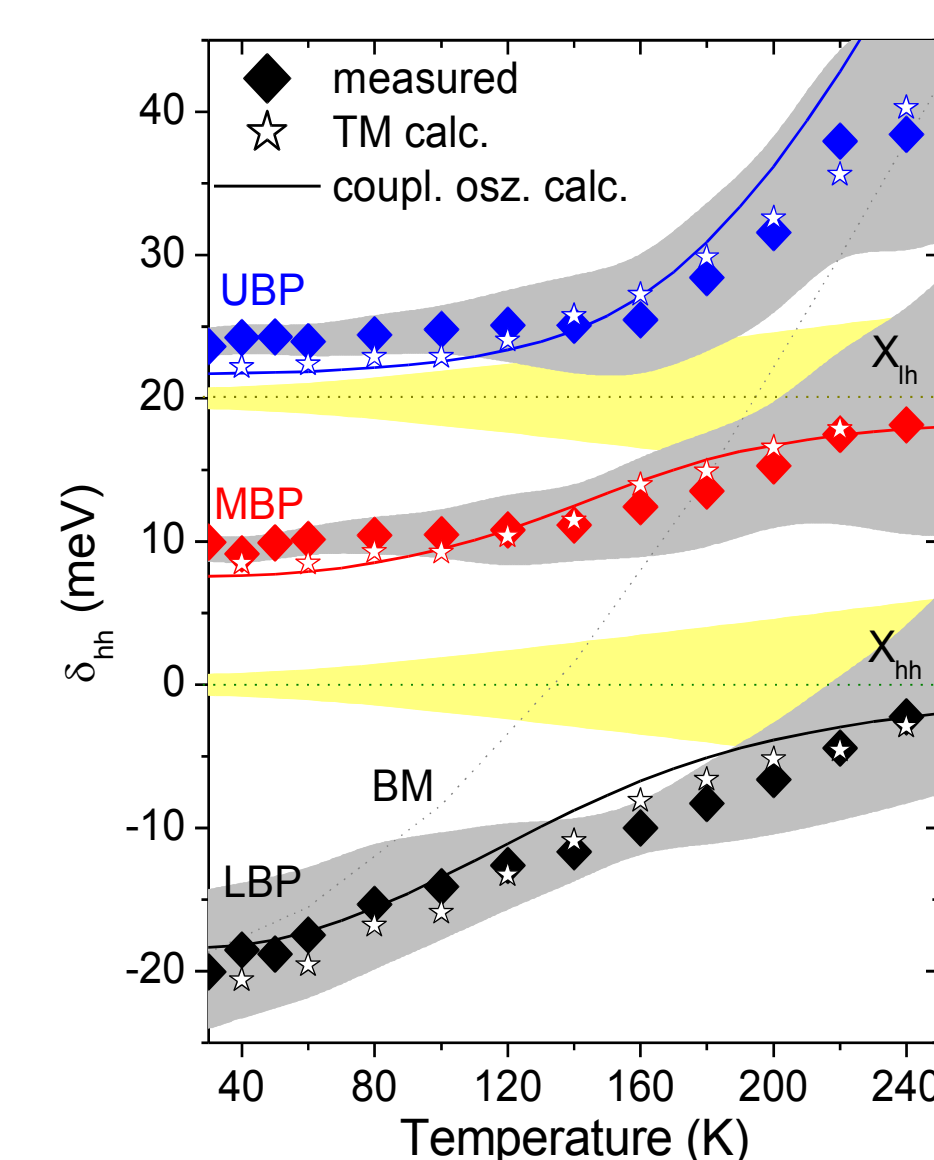 measured
TM calc.
coupl. osz. calc.
40
30
UBP
X_lh
20
MBP
10
δ_hh (meV)
X_hh
0
BM
-10
LBP
-20
40 80 120 160 200 240
Temperature (K)